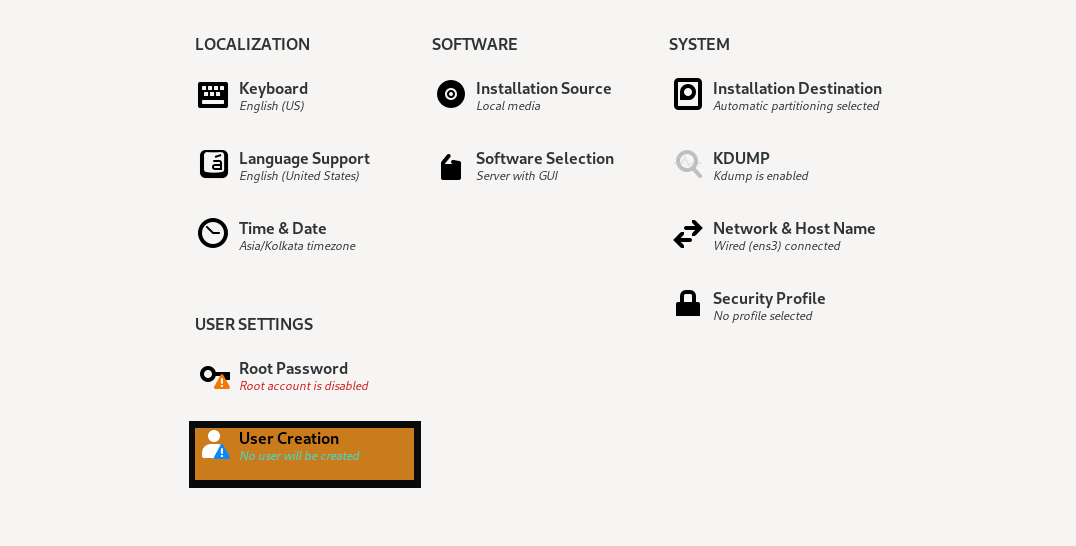 LOCALIZATION
Keyboard
English (US)
Language Support
English (United States)
Time & Date
Asia/Kolkata timezone
SOFTWARE
Installation Source
Local media
Software Selection
Server with GUI
SYSTEM
Installation Destination
Automatic partitioning selected
KDUMP
Kdump is enabled
Network & Host Name
Wired (ens3) connected
Security Profile
No profile selected
USER SETTINGS
Root Password
Root account is disabled
User Creation
No user will be created